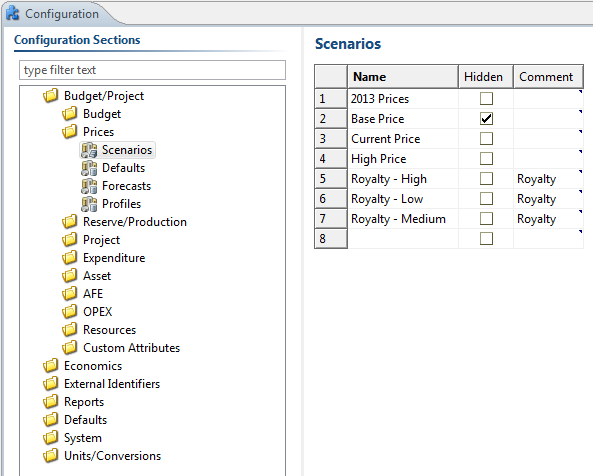 Configuration
Configuration Sections
type filter text
Budget/Project
Budget
Prices
Scenarios
Defaults
Forecasts
Profiles
Reserve/Production
Project
Expenditure
Asset
AFE
OPEX
Resources
Custom Attributes
Economics
External Identifiers
Reports
Defaults
System
Units/Conversions
Scenarios
Name Hidden Comment
1 2013 Prices
2 Base Price
3 Current Price
4 High Price
5 Royalty - High Royalty
6 Royalty - Low Royalty
7 Royalty - Medium Royalty
8